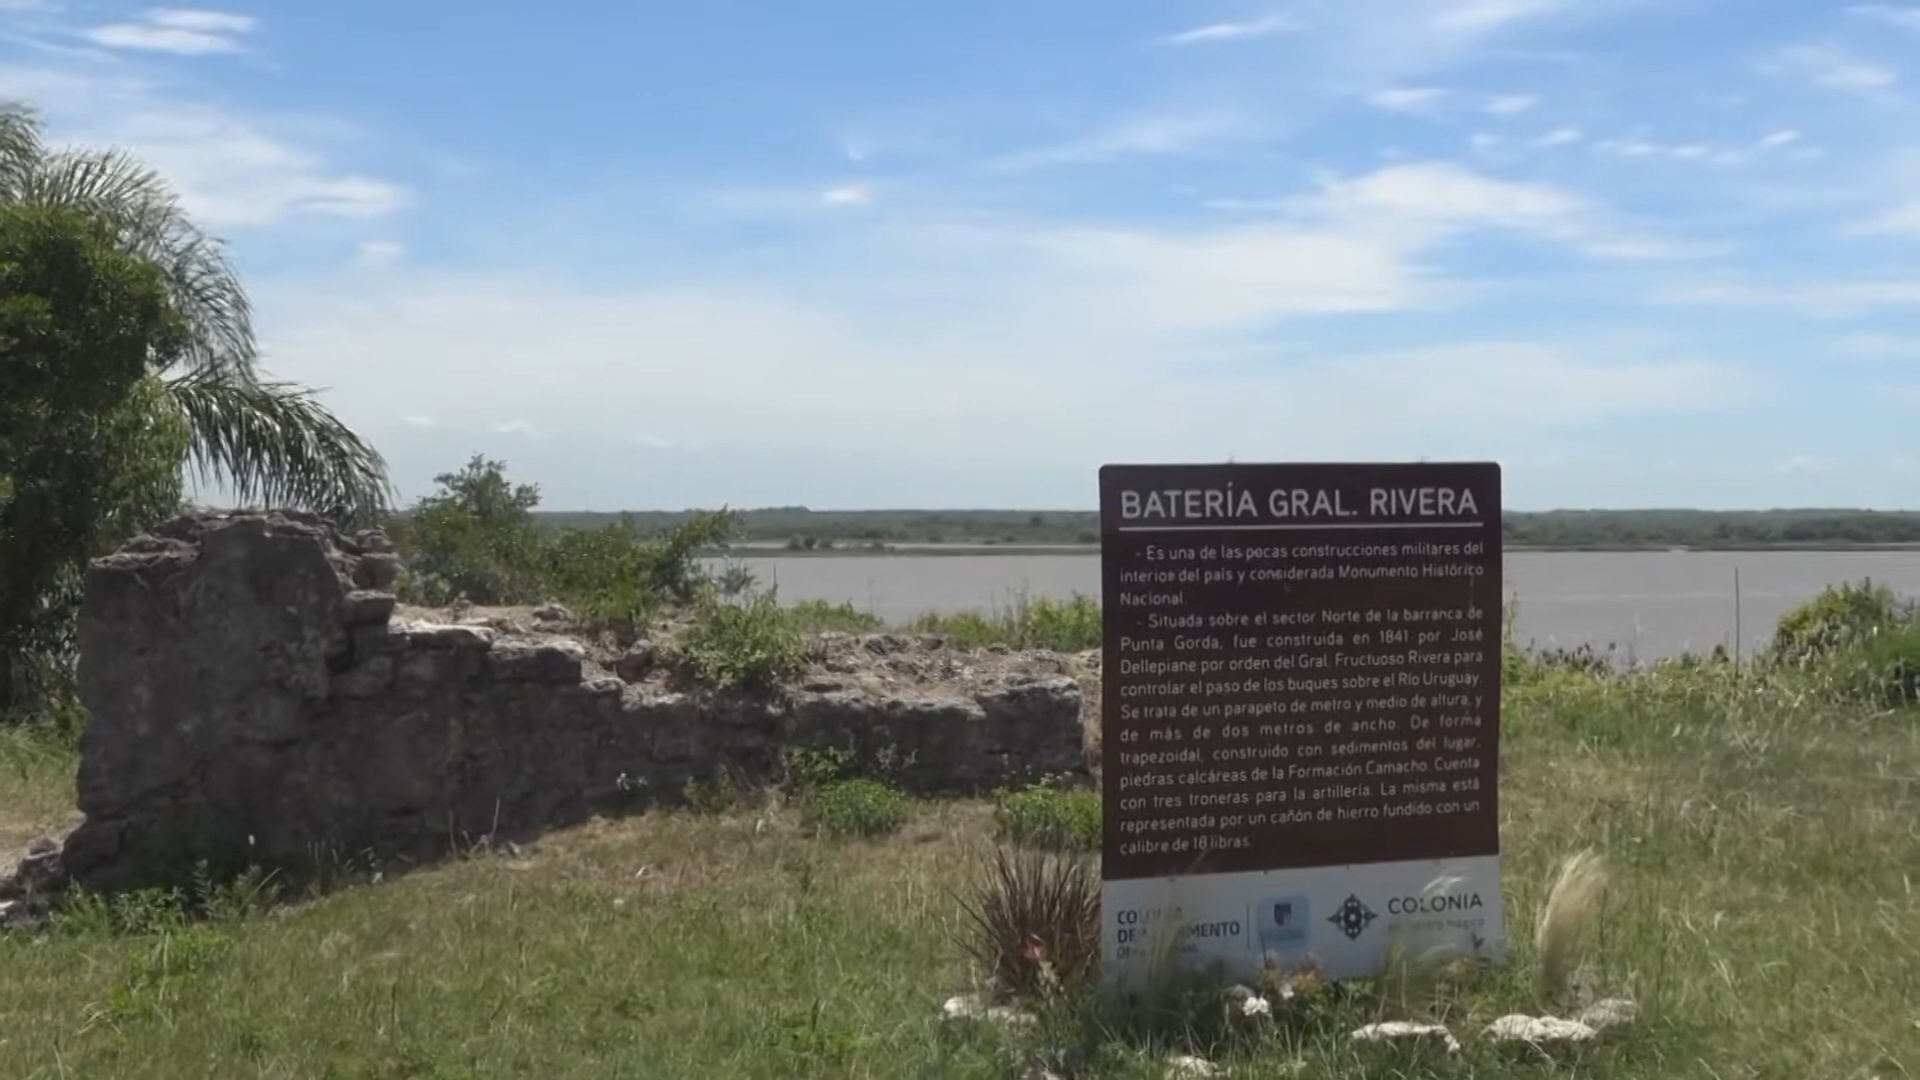 BATERÍA GRAL. RIVERA
- Es una de las pocas construcciones militares del
interior del país y considerada Monumento Histórico
Nacional.
- Situada sobre el sector Norte de la barranca de
Punta Gorda, fue construida en 1841 por José
Dellepiane por orden del Gral. Fructuoso Rivera para
controlar el paso de los buques sobre el Río Uruguay.
Se trata de un parapeto de metro y medio de altura, y
de más de dos metros de ancho. De forma
trapezoidal, construido con sedimentos del lugar,
piedras calcáreas de la Formación Camacho. Cuenta
con tres troneras para la artillería. La misma está
representada por un cañón de hierro fundido con un
calibre de 18 libras.
COLONIA